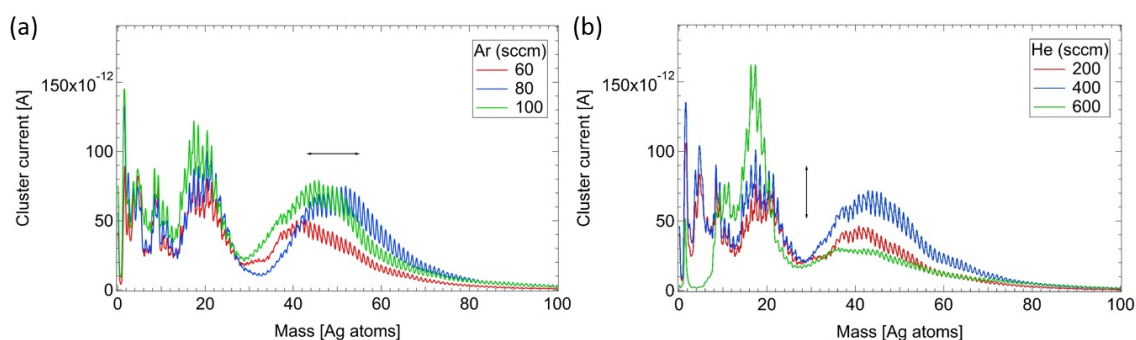 (a)
Ar (sccm)
60
80
100
150x10-12
100
50
0
Cluster current [A]
0 20 40 60 80 100
Mass [Ag atoms]
(b)
He (sccm)
200
400
600
150x10-12
100
50
0
Cluster current [A]
0 20 40 60 80 100
Mass [Ag atoms]